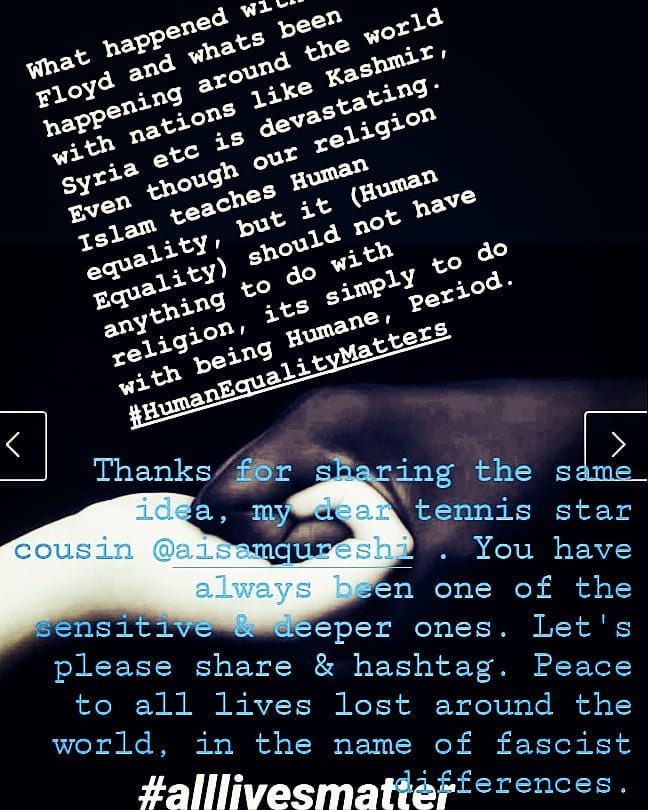 What happened with
Floyd and whats been
happening around the world
with nations like Kashmir,
Syria etc is devastating.
Even though our religion
Islam teaches Human
equality, but it (Human
Equality) should not have
anything to do with
religion, its simply to do
with being Humane, Period.
#HumanEqualityMatters
Thanks for sharing the same
idea, my dear tennis star
cousin @aisamqureshi . You have
always been one of the
sensitive & deeper ones. Let's
please share & hashtag. Peace
to all lives lost around the
world, in the name of fascist
differences.
#alllivesmatter